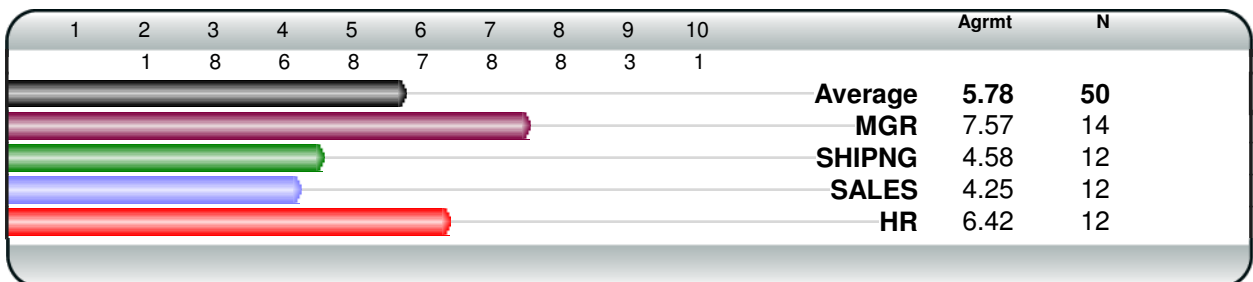 1 2 3 4 5 6 7 8 9 10 Agrmt N
1 8 6 8 7 8 8 3 1
Average 5.78 50
MGR 7.57 14
SHIPNG 4.58 12
SALES 4.25 12
HR 6.42 12